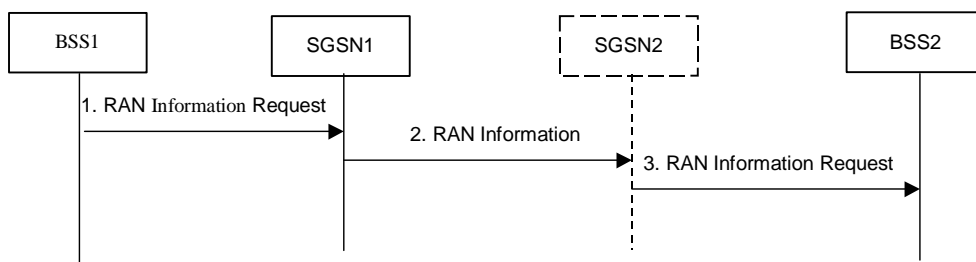 BSS1
SGSN1
SGSN2
BSS2
1. RAN Information Request
2. RAN Information
3. RAN Information Request